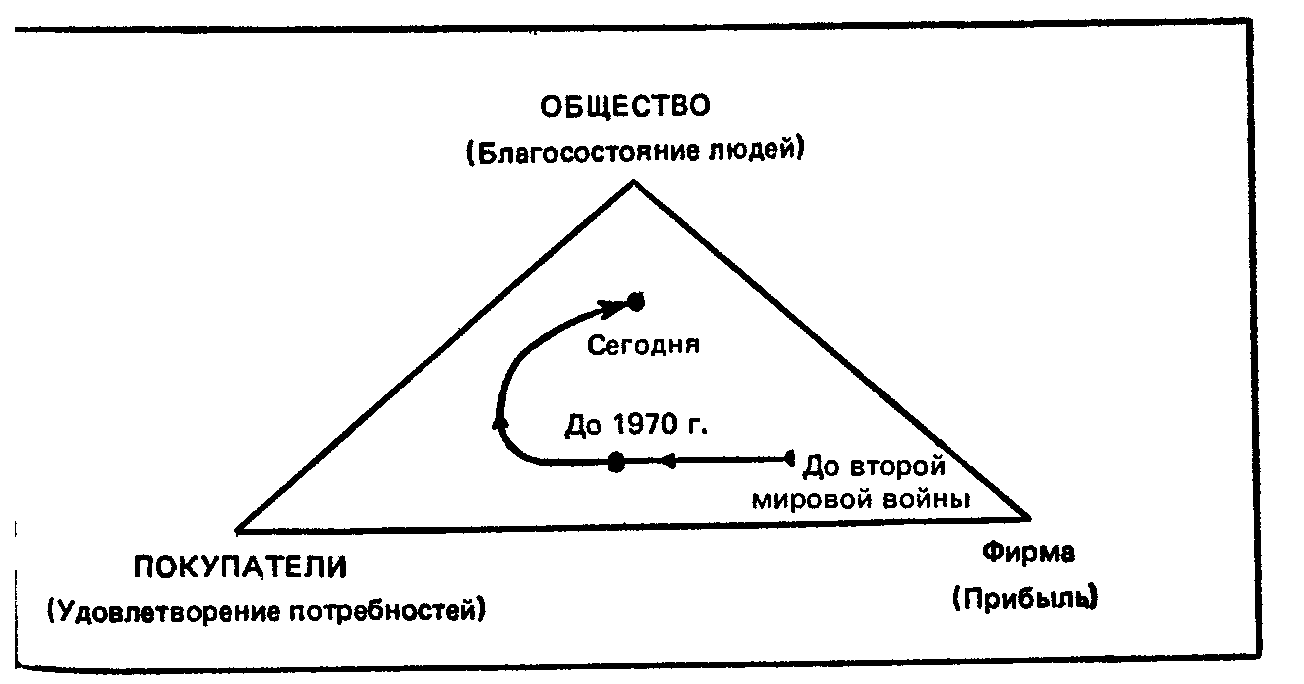 ОБЩЕСТВО
(Благосостояние людей)
Сегодня
До 1970 г.
До второй
мировой войны
ПОКУПАТЕЛИ
(Удовлетворение потребностей)
Фирма
(Прибыль)